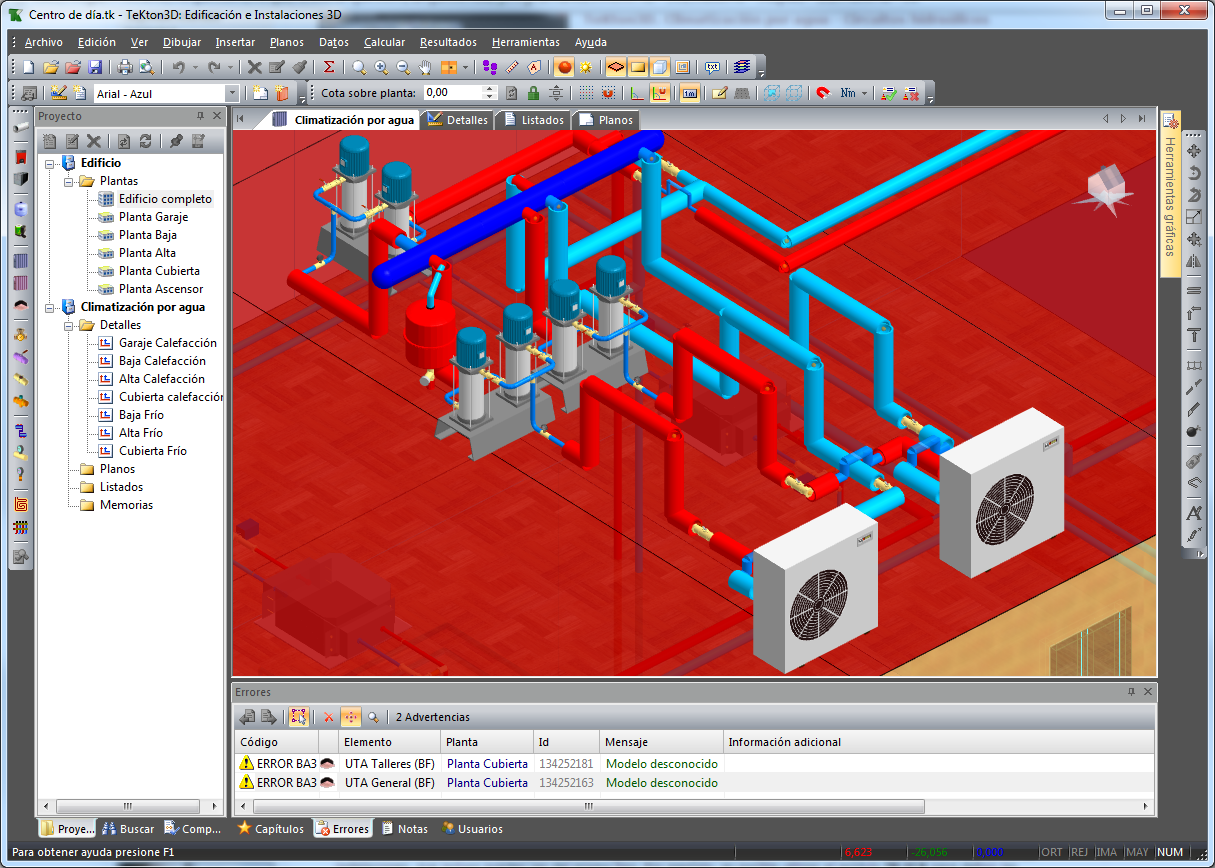 Centro de día.tk - TeKton3D: Edificación e Instalaciones 3D
Archivo Edición Ver Dibujar Insertar Planos Datos Calcular Resultados Herramientas Ayuda
Arial - Azul Cota sobre planta: 0,00 Nin
Proyecto
Climatización por agua Detalles Listados Planos
Edificio
Plantas
Edificio completo
Planta Garaje
Planta Baja
Planta Alta
Planta Cubierta
Planta Ascensor
Climatización por agua
Detalles
Garaje Calefacción
Baja Calefacción
Alta Calefacción
Cubierta calefacción
Baja Frío
Alta Frío
Cubierta Frío
Planos
Listados
Memorias
Herramientas gráficas
Errores
2 Advertencias
Código Elemento Planta Id Mensaje Información adicional
ERROR BA3 UTA Talleres (BF) Planta Cubierta 134252181 Modelo desconocido
ERROR BA3 UTA General (BF) Planta Cubierta 134252163 Modelo desconocido
Proye... Buscar Comp... Capítulos Errores Notas Usuarios
Para obtener ayuda presione F1 6,623 -26,056 0,000 ORT REJ IMA MAY NUM